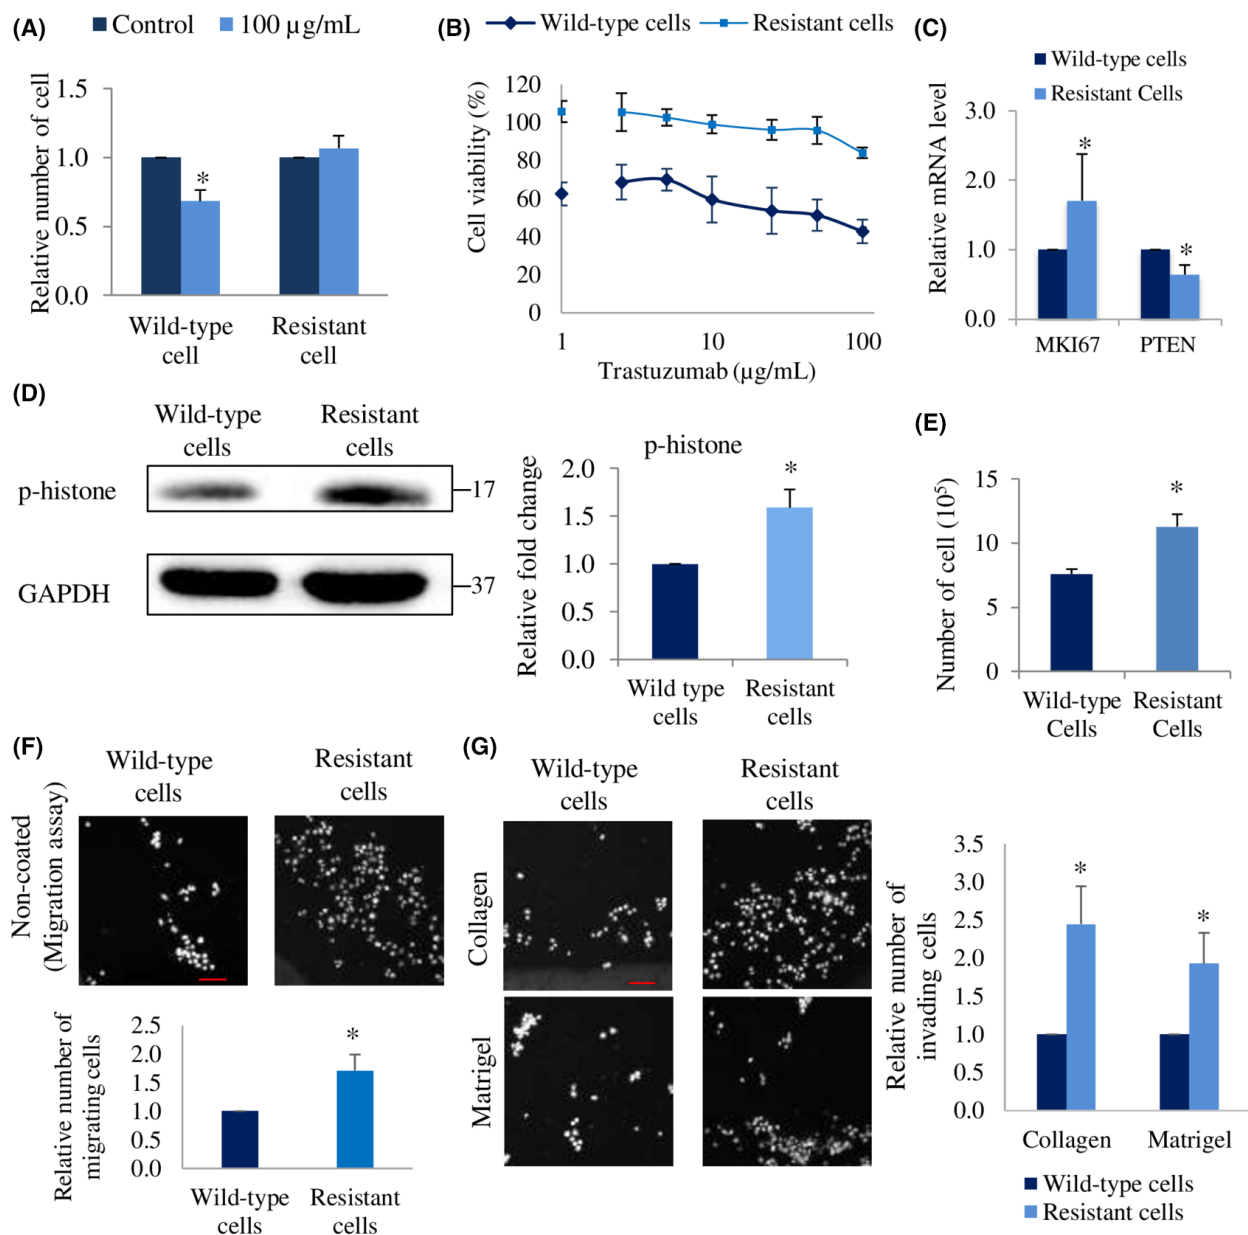 (A)
Control
100 µg/mL
Relative number of cell
1.5
1.0
0.5
0.0
*
Wild-type
cell
Resistant
cell
(B)
Wild-type cells
Resistant cells
Cell viability (%)
120
100
80
60
40
20
0
1
10
100
Trastuzumab (µg/mL)
(C)
Wild-type cells
Resistant Cells
Relative mRNA level
3.0
2.0
1.0
0.0
*
*
MKI67
PTEN
(D)
Wild-type
cells
Resistant
cells
p-histone
17
GAPDH
37
p-histone
Relative fold change
2.0
1.5
1.0
0.5
0.0
*
Wild type
cells
Resistant
cells
(E)
Number of cell (10⁵)
15
10
5
0
*
Wild-type
Cells
Resistant
Cells
(F)
Wild-type
cells
Resistant
cells
Non-coated
(Migration assay)
Relative number of
migrating cells
2.5
2.0
1.5
1.0
0.5
0.0
*
Wild-type
cells
Resistant
cells
(G)
Wild-type
cells
Resistant
cells
Collagen
Matrigel
Relative number of
invading cells
3.5
3.0
2.5
2.0
1.5
1.0
0.5
0.0
*
*
Collagen
Matrigel
Wild-type cells
Resistant cells